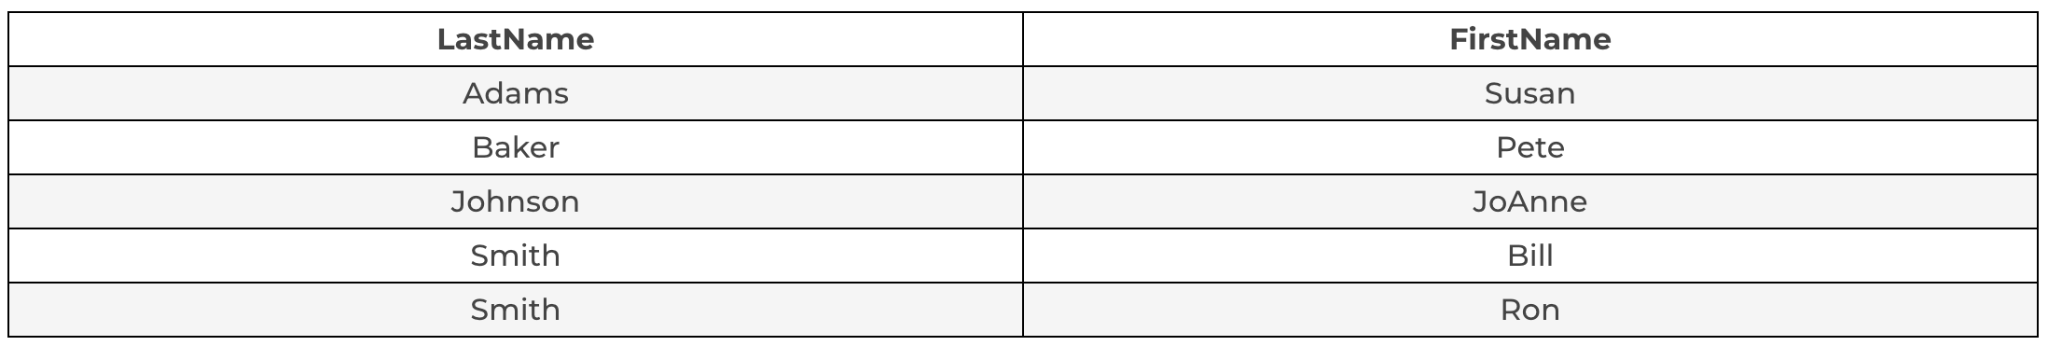 LastName FirstName
Adams Susan
Baker Pete
Johnson JoAnne
Smith Bill
Smith Ron